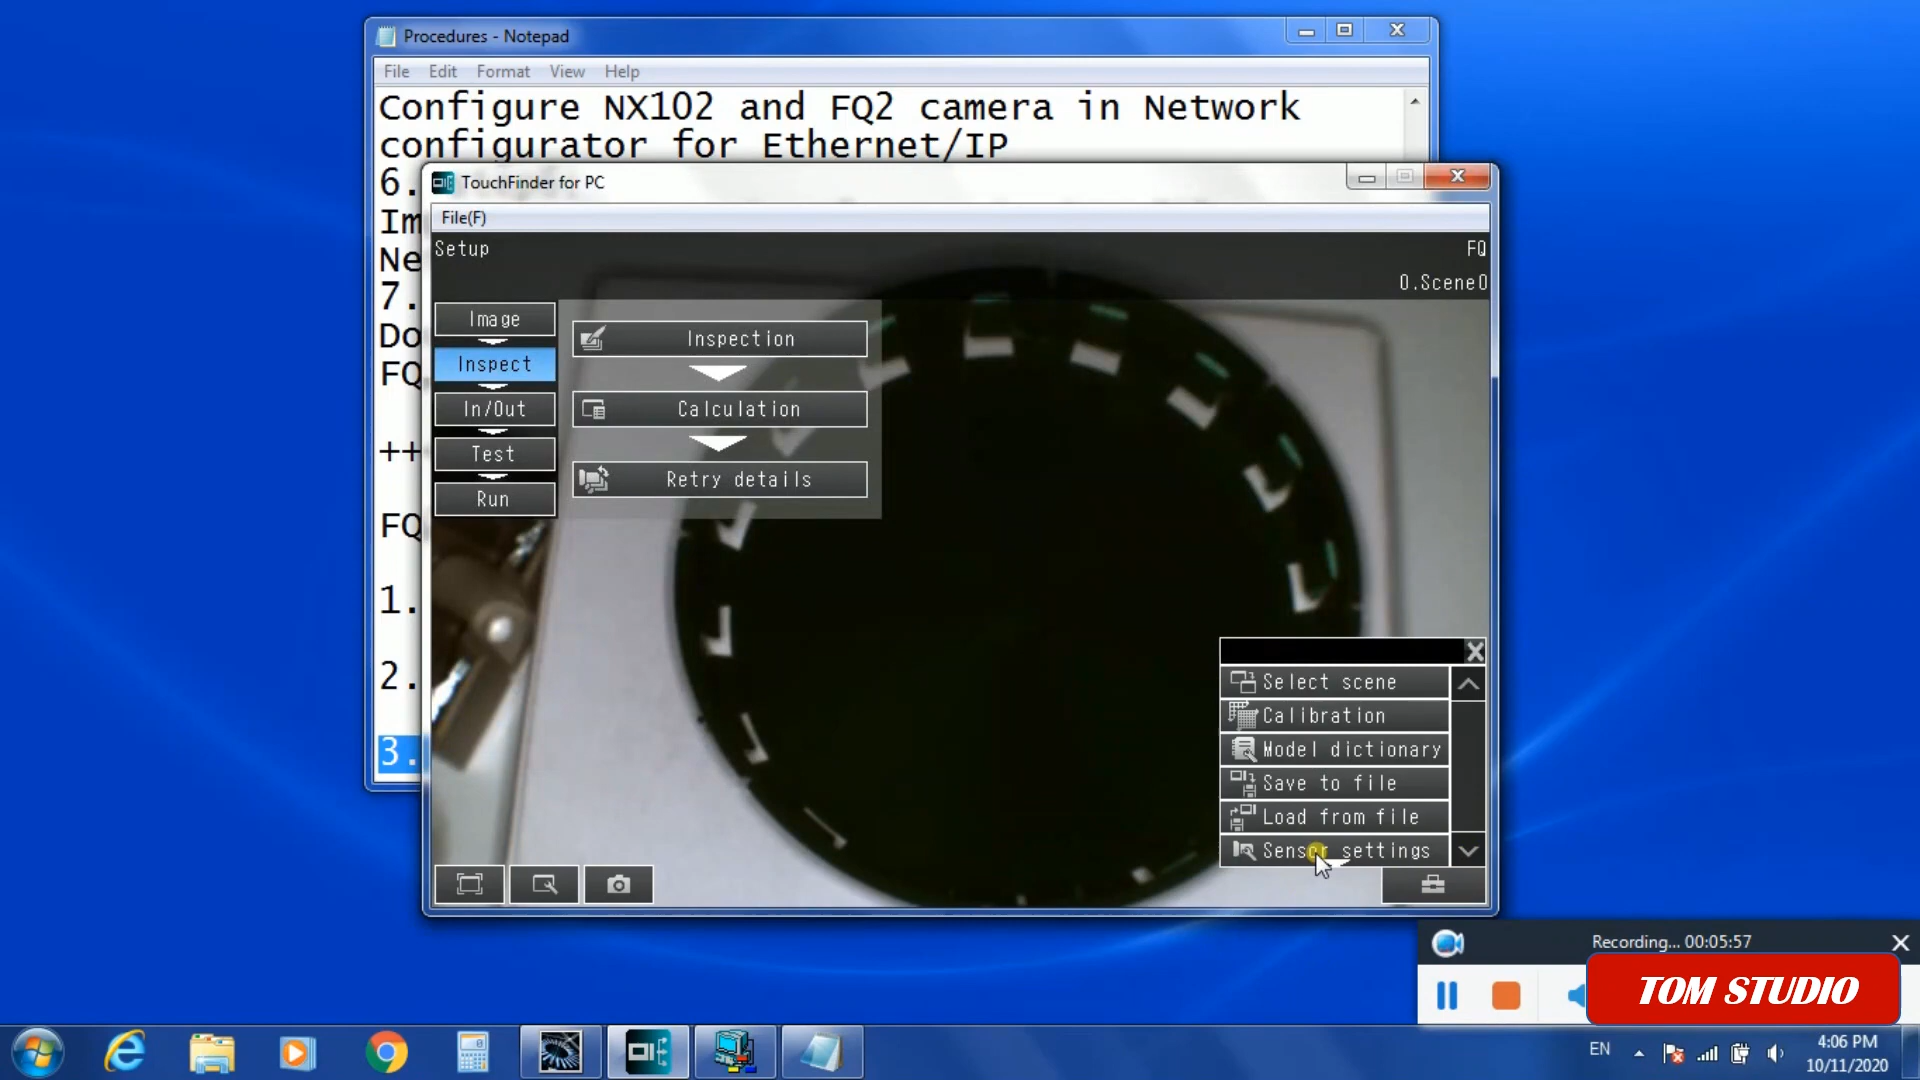 Procedures - Notepad
File Edit Format View Help
Configure NX102 and FQ2 camera in Network
configurator for Ethernet/IP
6.
Im
Ne
7.
Do
FQ
++
FQ
1.
2.
3.
TouchFinder for PC
File(F)
Setup
FQ
0.Scene0
Image
Inspect
In/Out
Test
Run
Inspection
Calculation
Retry details
Select scene
Calibration
Model dictionary
Save to file
Load from file
Sensor settings
Recording... 00:05:57
TOM STUDIO
EN
4:06 PM
10/11/2020